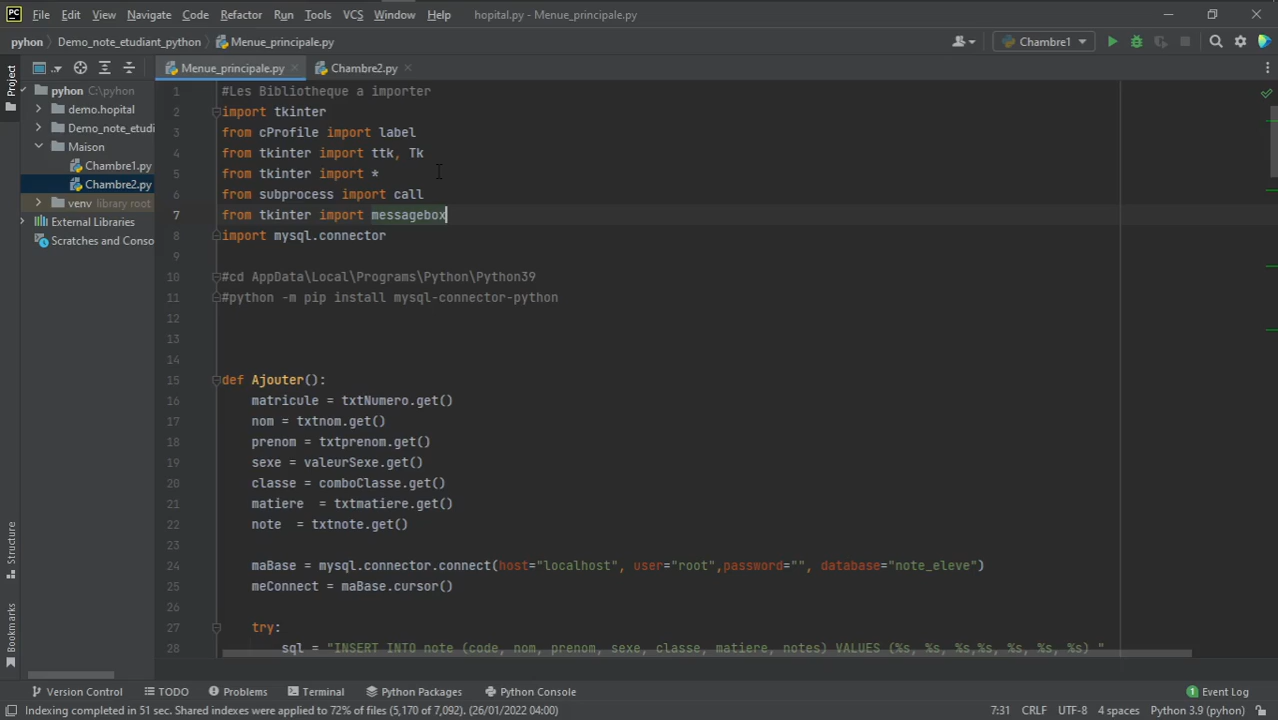 PC File Edit View Navigate Code Refactor Run Tools VCS Window Help hopital.py - Menue_principale.py
pyhon Demo_note_etudiant_python Menue_principale.py Chambre1
Project
Menue_principale.py Chambre2.py
pyhon C:\pyhon
demo.hopital
Demo_note_etudi
Maison
Chambre1.py
Chambre2.py
venv library root
External Libraries
Scratches and Conso
1 #Les Bibliotheque a importer
2 import tkinter
3 from cProfile import label
4 from tkinter import ttk, Tk
5 from tkinter import *
6 from subprocess import call
7 from tkinter import messagebox
8 import mysql.connector
9
10 #cd AppData\Local\Programs\Python\Python39
11 #python -m pip install mysql-connector-python
12
13
14
15 def Ajouter():
16 matricule = txtNumero.get()
17 nom = txtnom.get()
18 prenom = txtprenom.get()
19 sexe = valeurSexe.get()
20 classe = comboClasse.get()
21 matiere  = txtmatiere.get()
22 note  = txtnote.get()
23
24 maBase = mysql.connector.connect(host="localhost", user="root",password="", database="note_eleve")
25 meConnect = maBase.cursor()
26
27 try:
28 sql = "INSERT INTO note (code, nom, prenom, sexe, classe, matiere, notes) VALUES (%s, %s, %s,%s, %s, %s, %s) "
Structure
Bookmarks
Version Control TODO Problems Terminal Python Packages Python Console 1 Event Log
Indexing completed in 51 sec. Shared indexes were applied to 72% of files (5,170 of 7,092). (26/01/2022 04:00) 7:31 CRLF UTF-8 4 spaces Python 3.9 (pyhon)